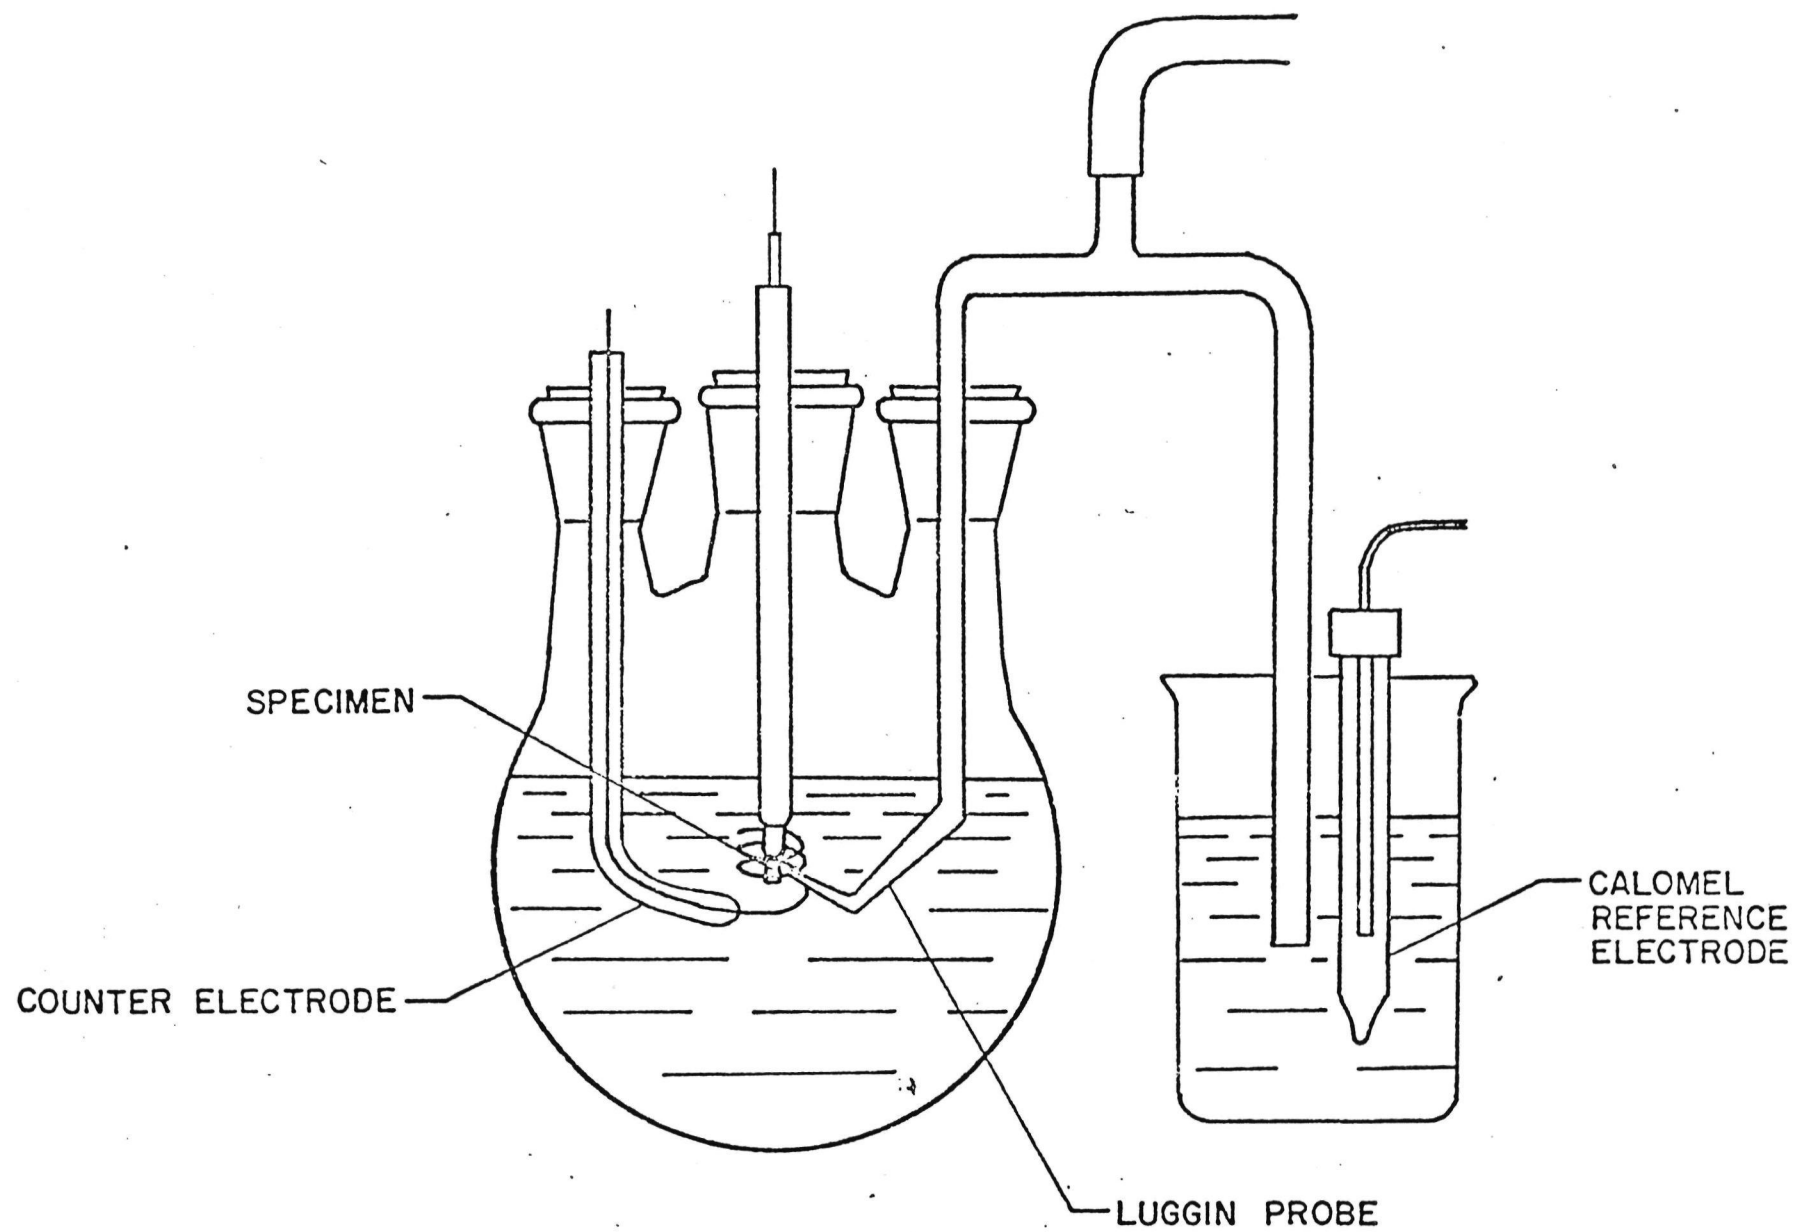 SPECIMEN
CALOMEL
REFERENCE
ELECTRODE
COUNTER ELECTRODE
LUGGIN PROBE